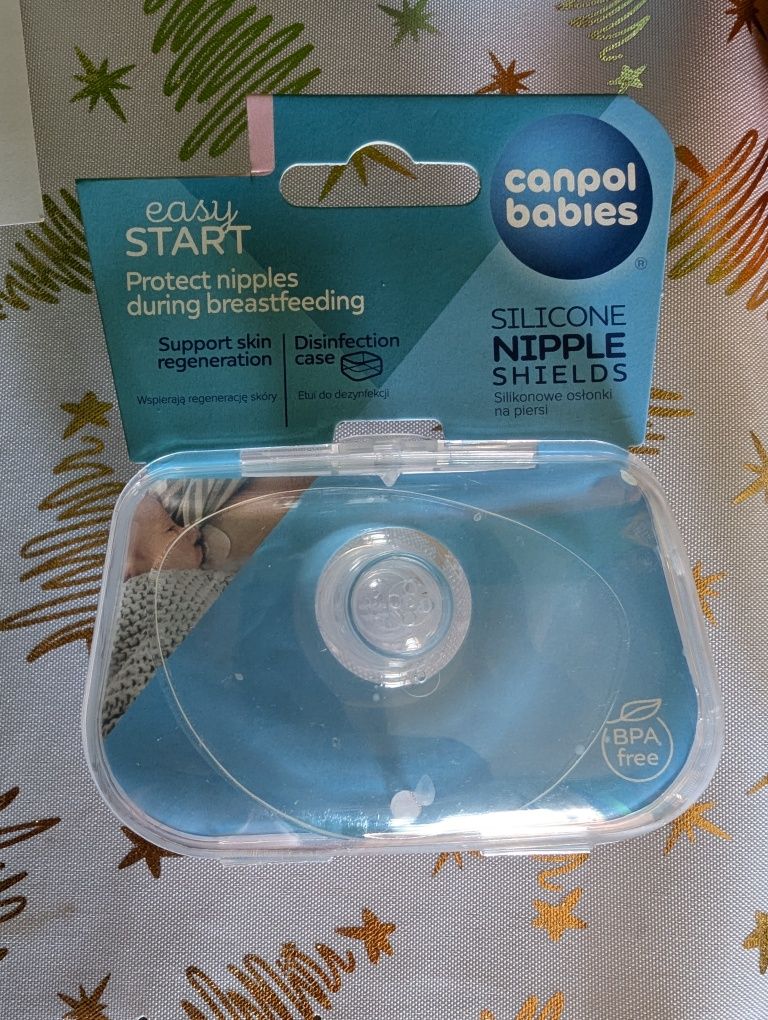 easy
START
Protect nipples
during breastfeeding
Support skin
regeneration
Wspierają regenerację skóry
Disinfection
case
Etui do dezynfekcji
canpol
babies
®
SILICONE
NIPPLE
SHIELDS
Silikonowe osłonki
na piersi
BPA
free